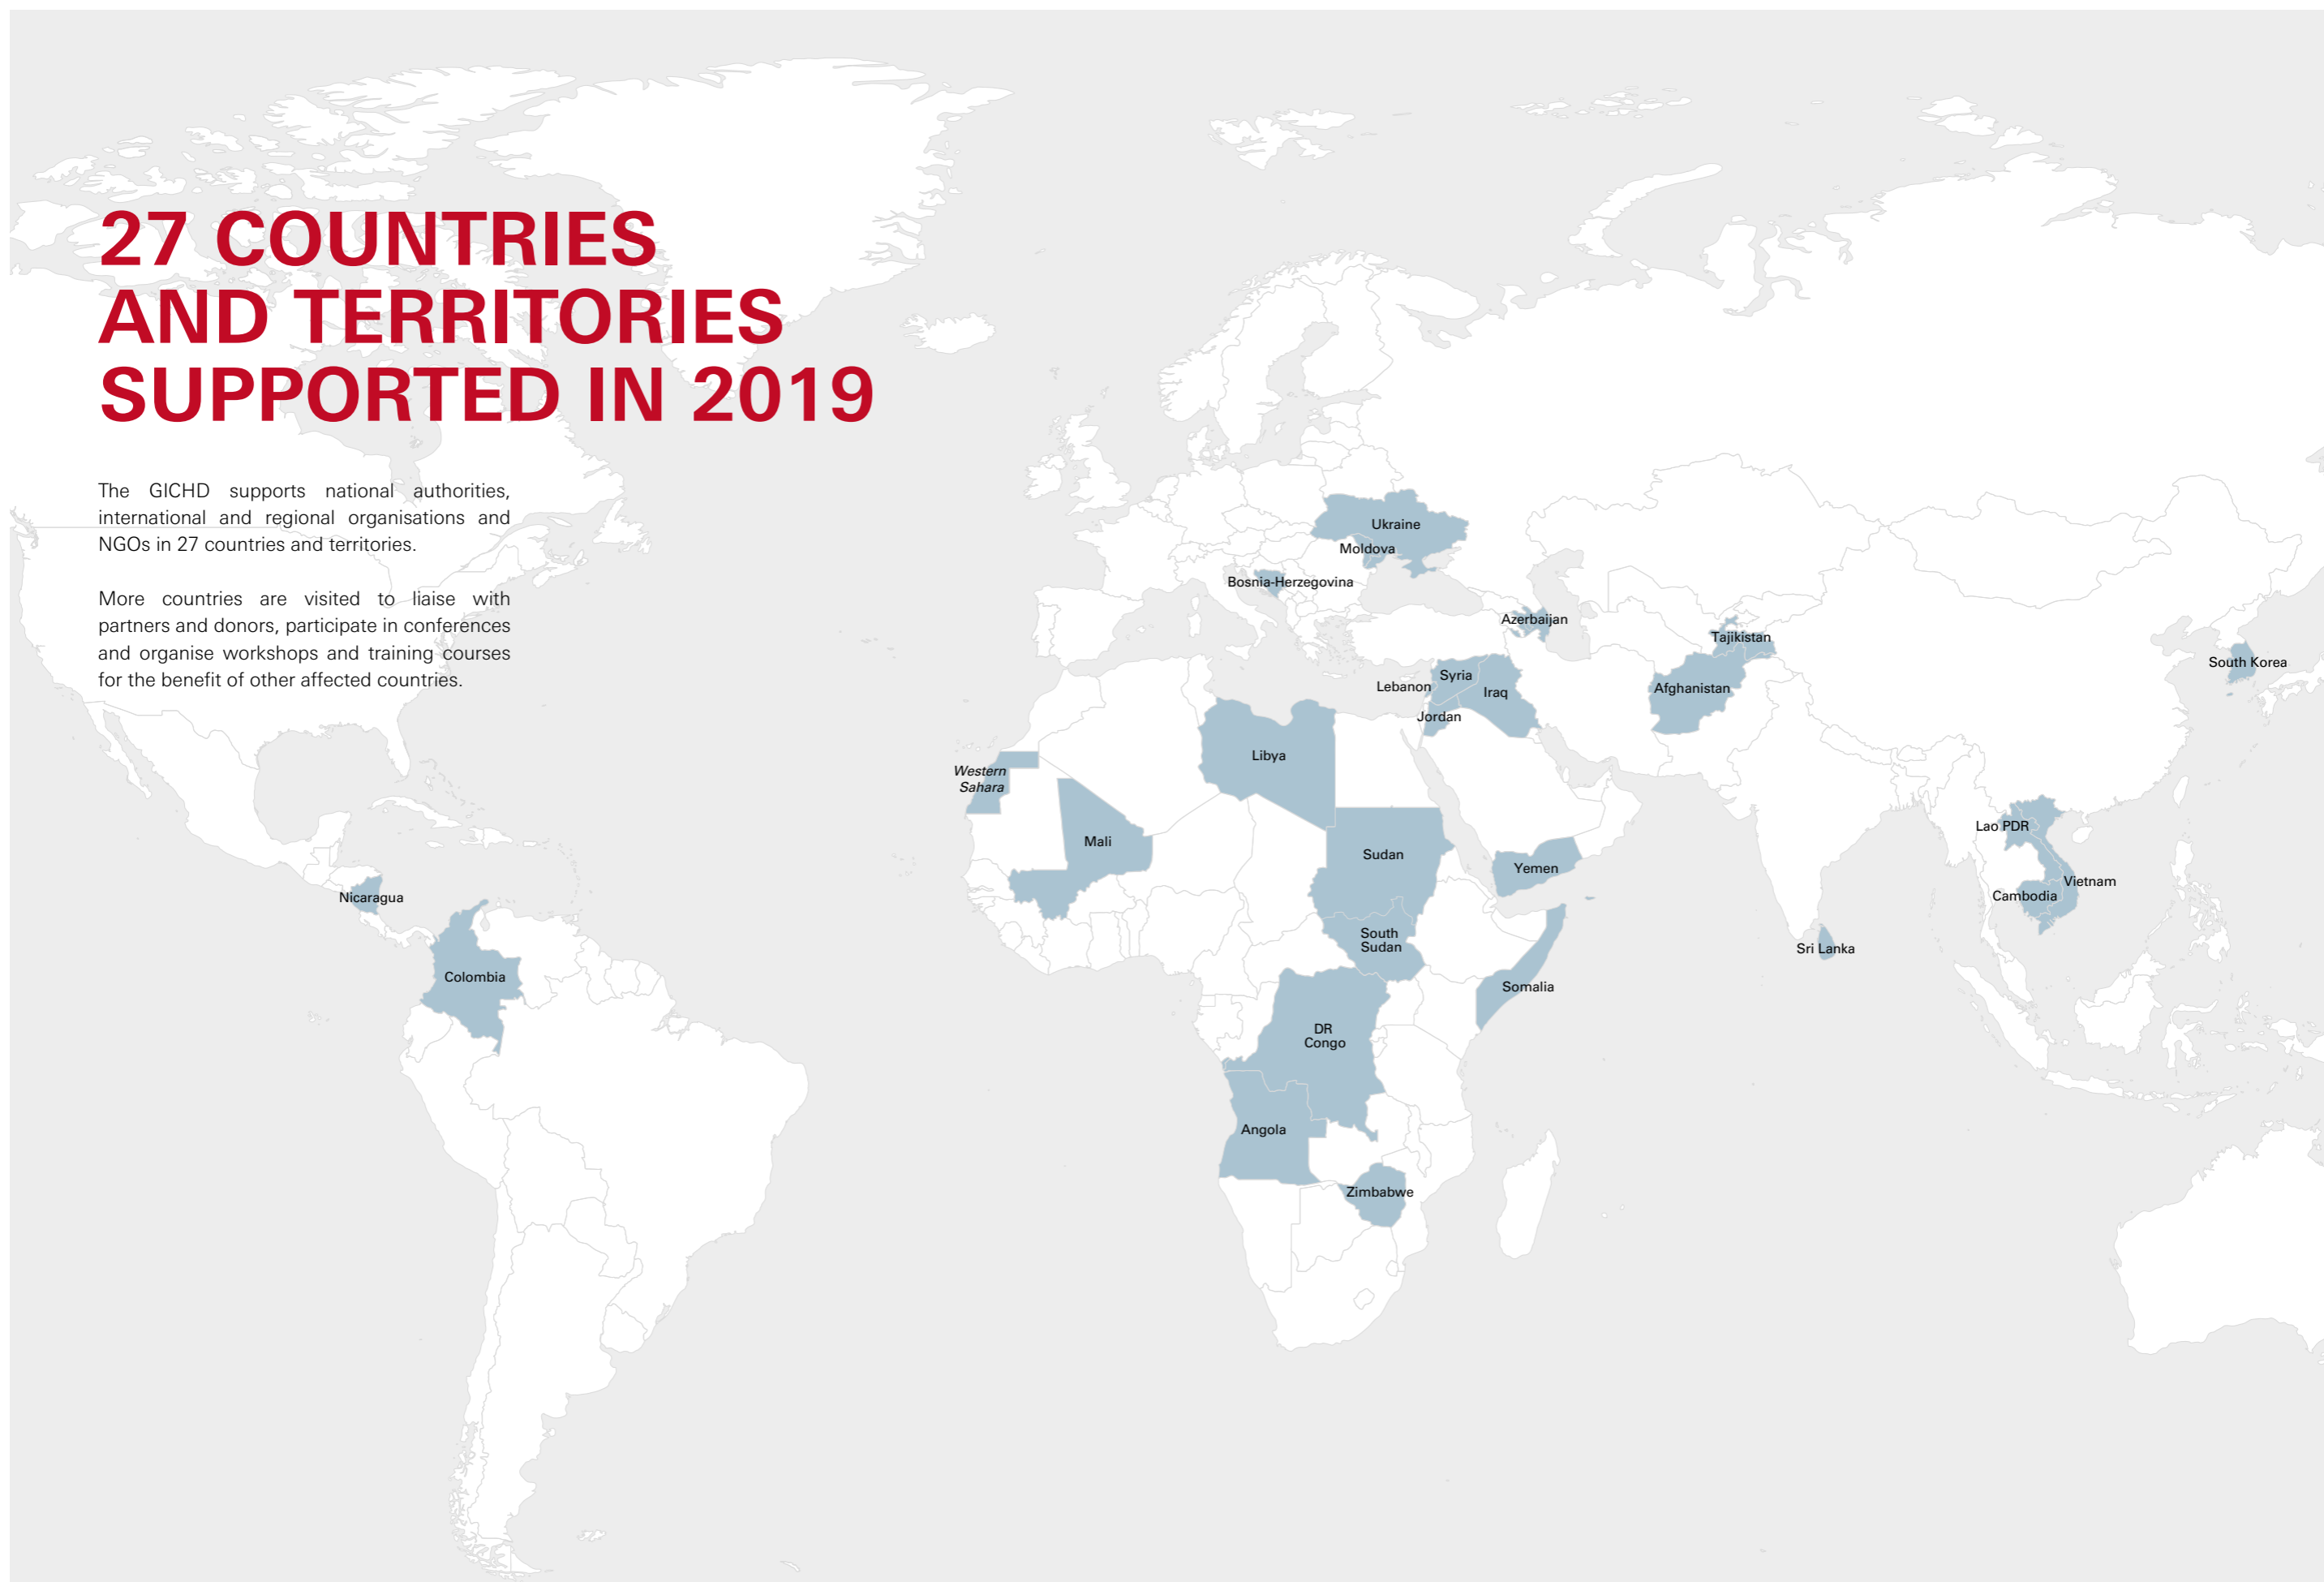 27 COUNTRIES
AND TERRITORIES
SUPPORTED IN 2019
The GICHD supports national authorities,
international and regional organisations and
NGOs in 27 countries and territories.
More countries are visited to liaise with
partners and donors, participate in conferences
and organise workshops and training courses
for the benefit of other affected countries.
Ukraine
Moldova
Bosnia-Herzegovina
Azerbaijan
Tajikistan
South Korea
Syria
Lebanon
Iraq
Afghanistan
Jordan
Libya
Western
Sahara
Mali
Sudan
Yemen
Lao PDR
Vietnam
Cambodia
Nicaragua
South
Sudan
Sri Lanka
Colombia
Somalia
DR
Congo
Angola
Zimbabwe